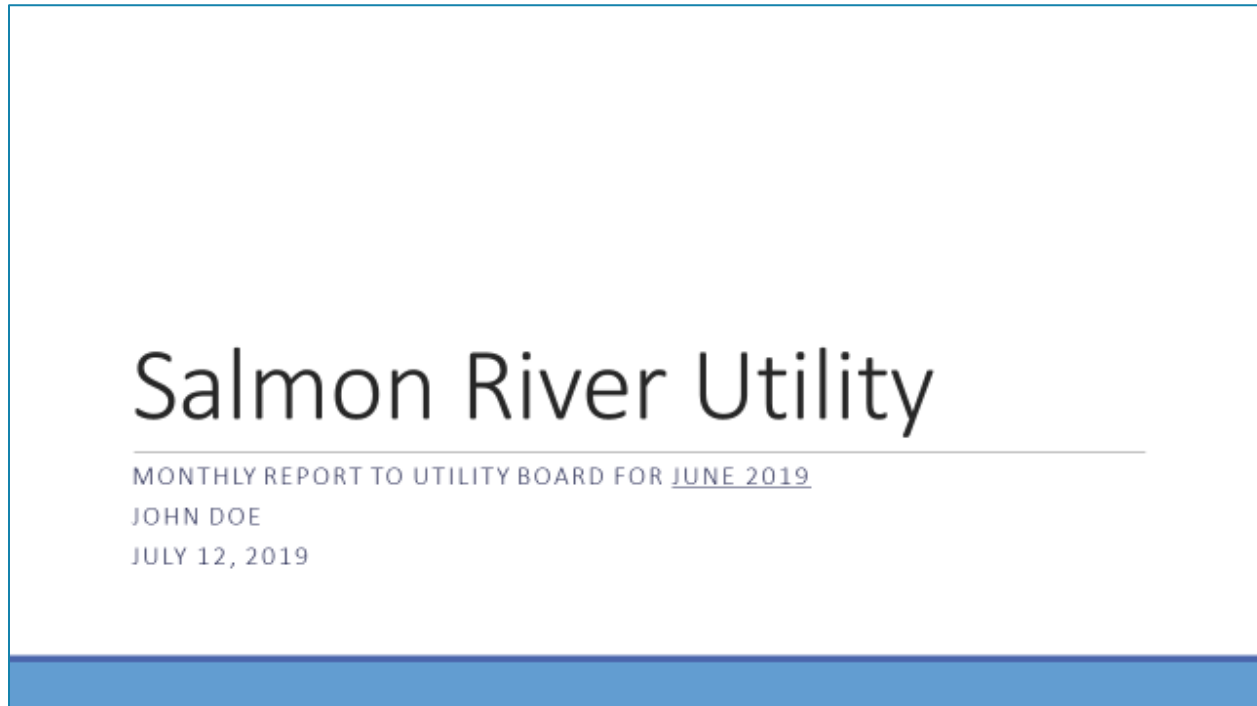 Salmon River Utility
MONTHLY REPORT TO UTILITY BOARD FOR JUNE 2019
JOHN DOE
JULY 12, 2019